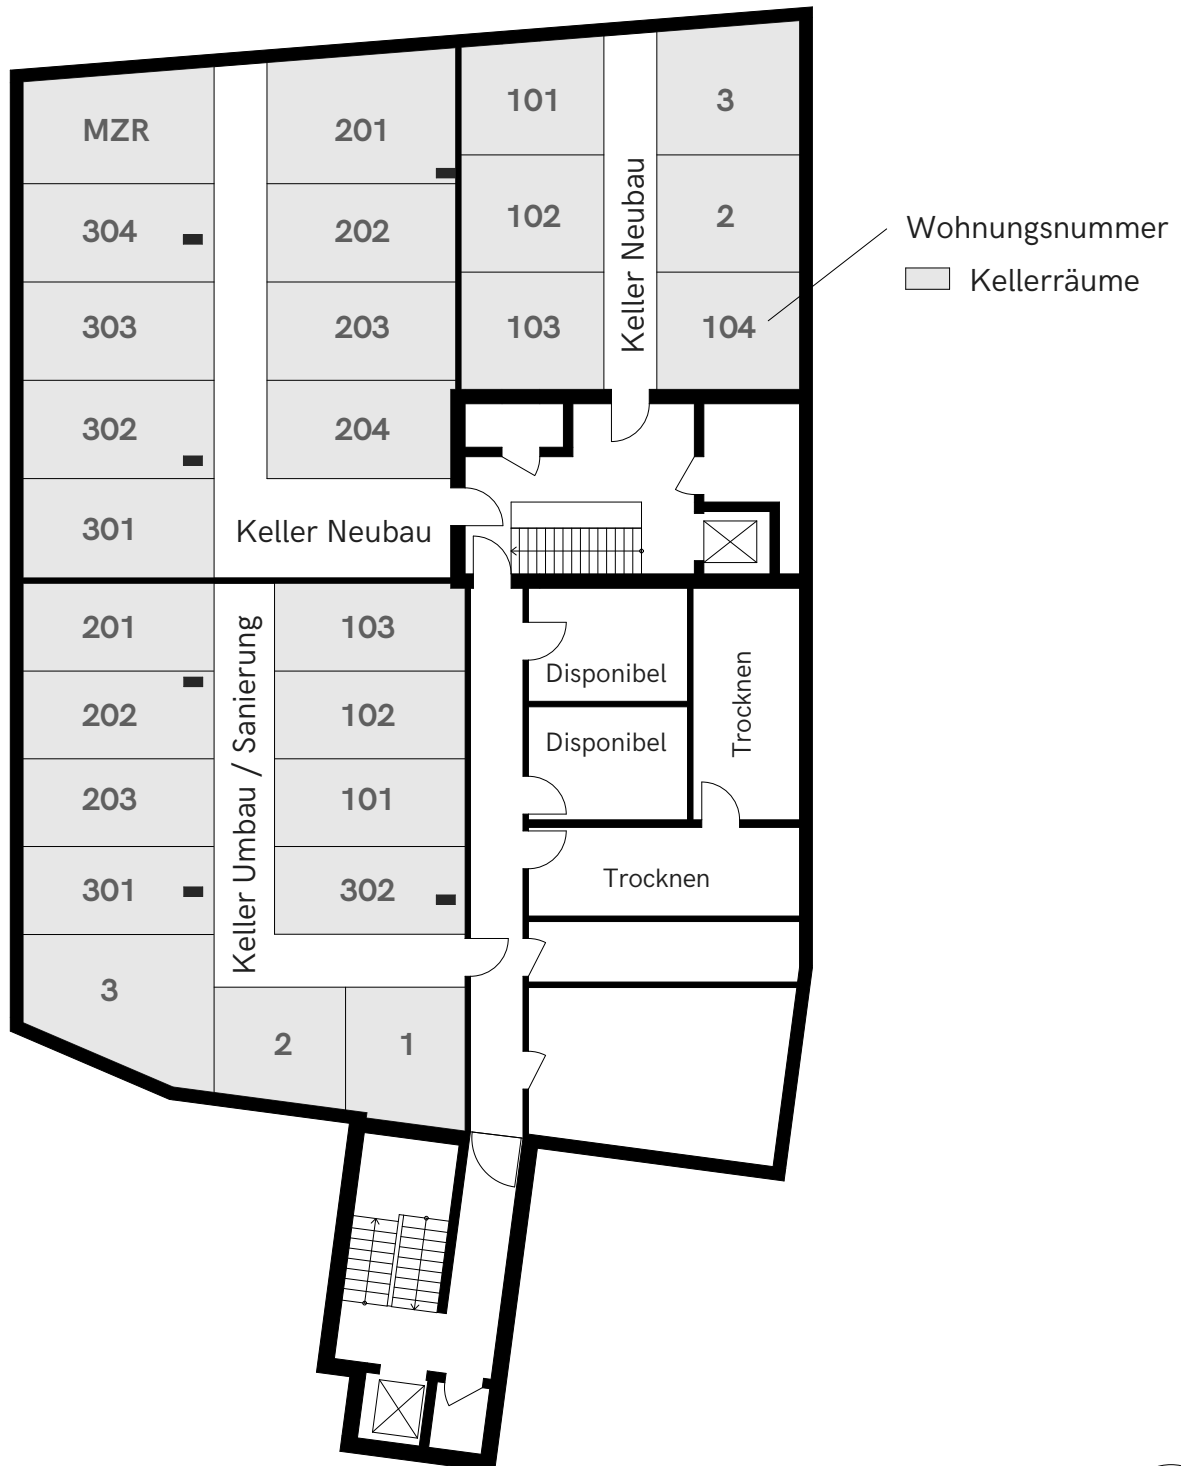 101
3
MZR
201
102
2
Keller Neubau
Wohnungsnummer
304
202
Kellerräume
303
203
103
104
302
204
301
Keller Neubau
201
103
Keller Umbau / Sanierung
Disponibel
Trocknen
202
102
Disponibel
203
101
301
302
Trocknen
3
2
1